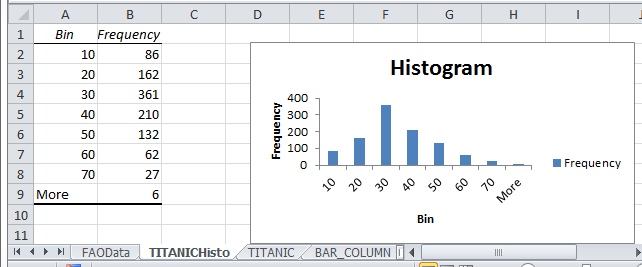 A B C D E F G H I J
1 Bin Frequency
2 10 86
3 20 162
4 30 361
5 40 210
6 50 132
7 60 62
8 70 27
9 More 6
10
11
Histogram
Frequency
400
300
200
100
0
10 20 30 40 50 60 70 More
Bin
Frequency
FAOData TITANICHisto TITANIC BAR_COLUMN